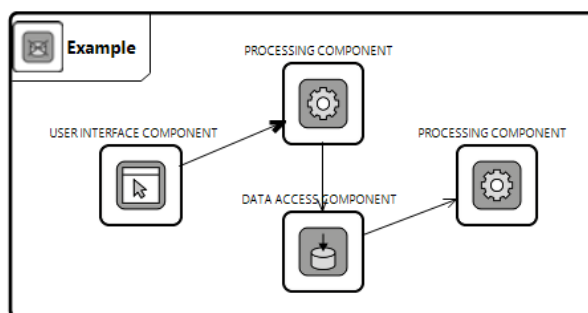 Example
PROCESSING COMPONENT
USER INTERFACE COMPONENT
PROCESSING COMPONENT
DATA ACCESS COMPONENT